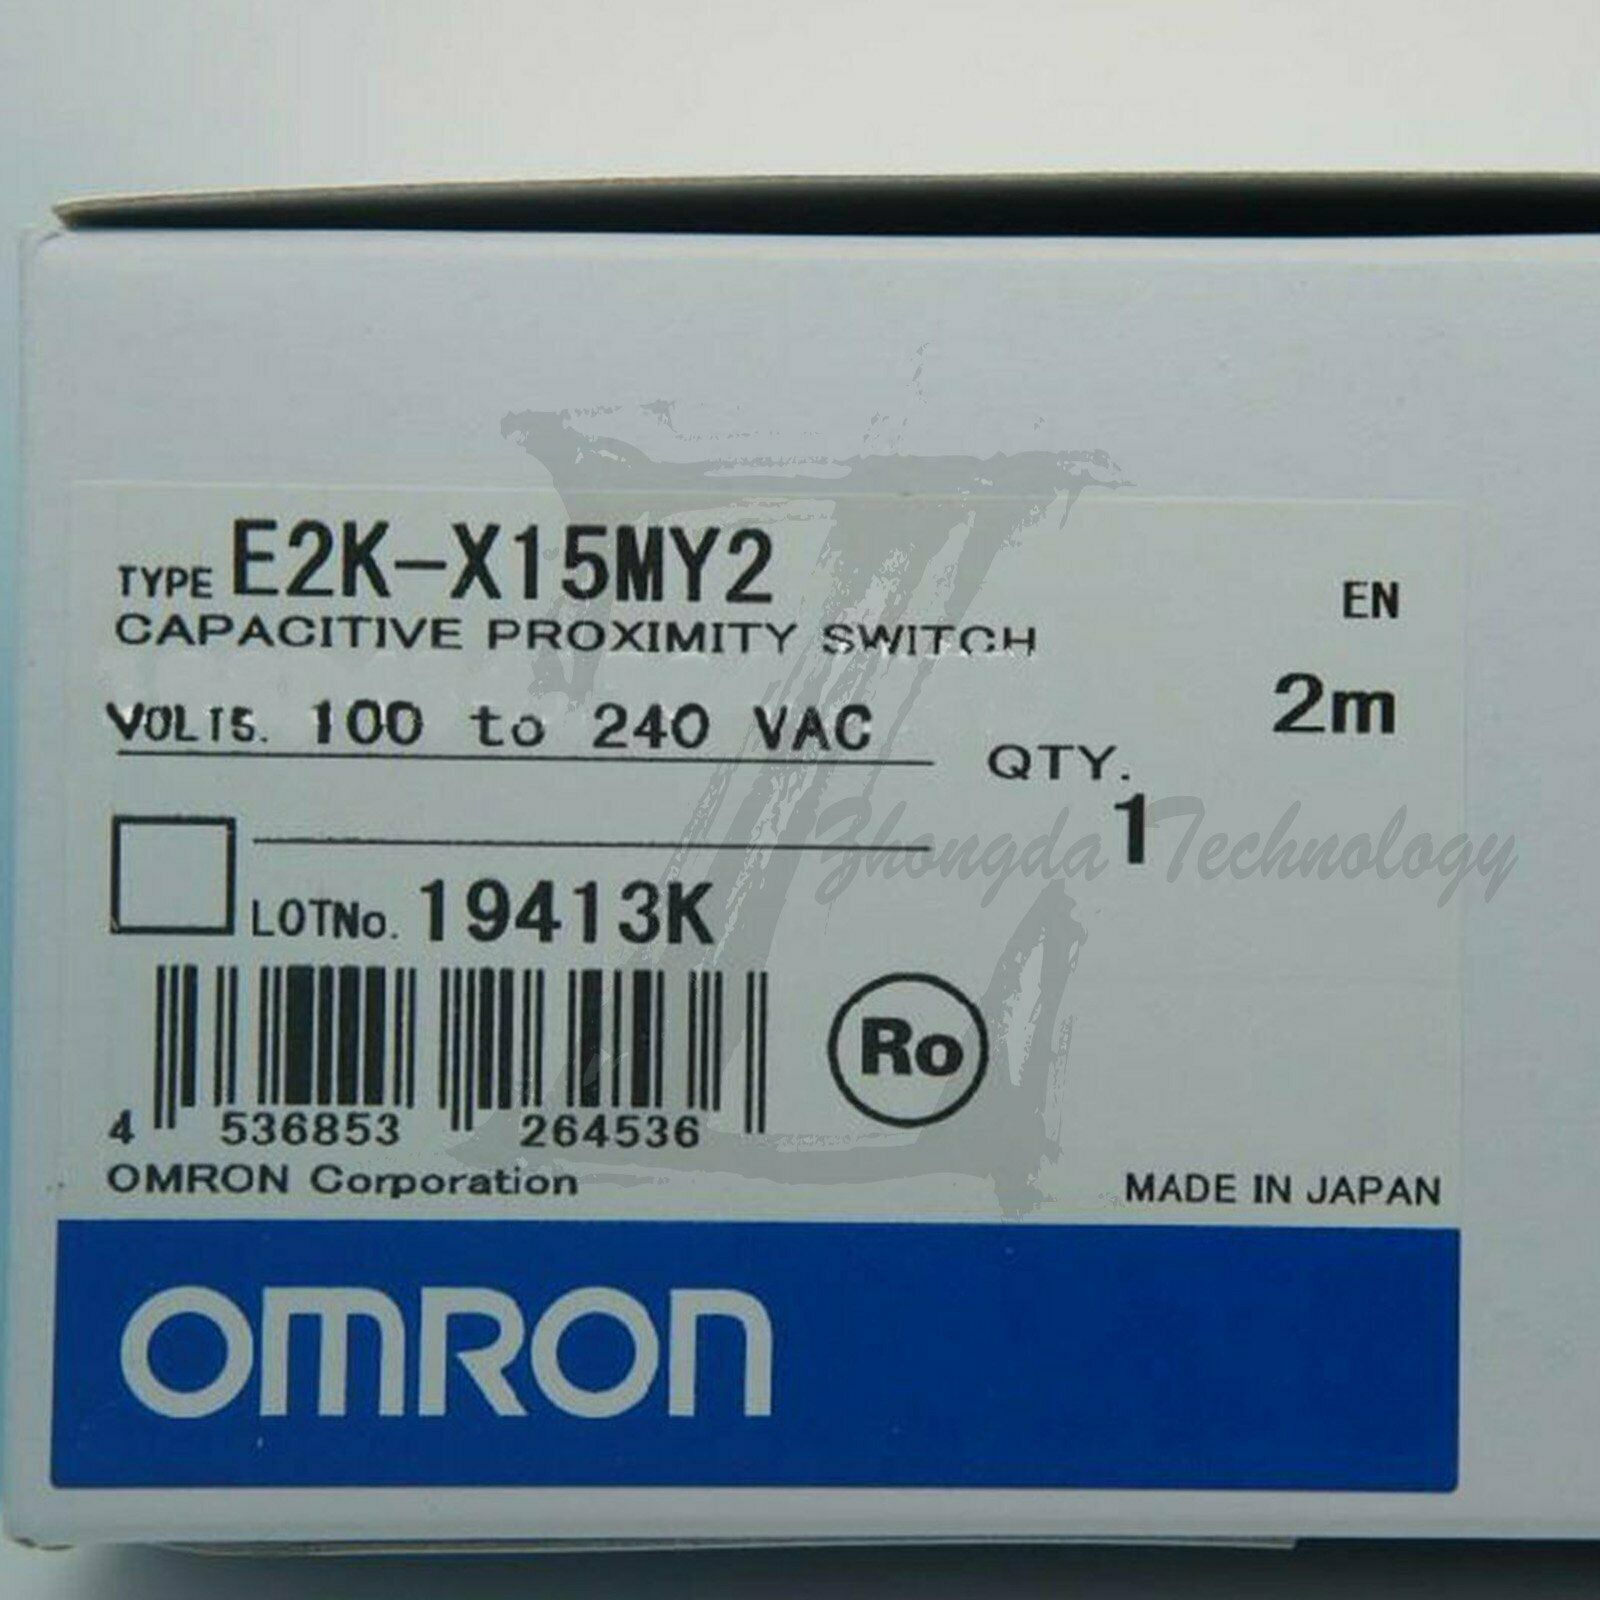 TYPE E2K-X15MY2
EN
CAPACITIVE PROXIMITY SWITCH
2m
VOLTS. 100 to 240 VAC
QTY.
1
Zhongda Technology
LOTNo. 19413K
Ro
4 536853 264536
OMRON Corporation
MADE IN JAPAN
OMRON